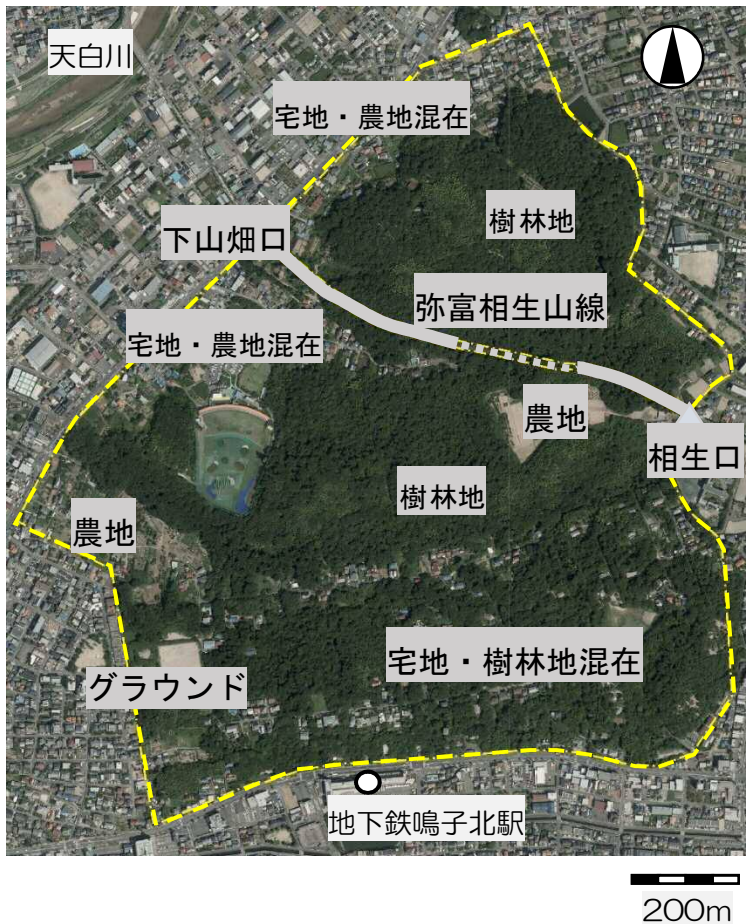 天白川
宅地・農地混在
樹林地
下山畑口
弥富相生山線
宅地・農地混在
農地
相生口
樹林地
農地
宅地・樹林地混在
グラウンド
地下鉄鳴子北駅
200m